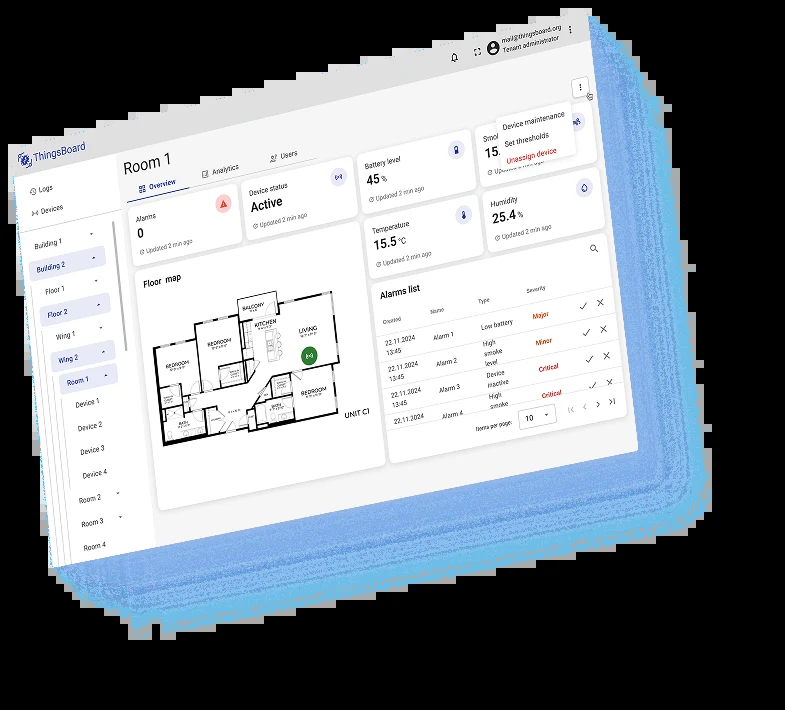 mail@thingsboard.org
Tenant administrator
ThingsBoard
Logs
Devices
Building 1
Building 2
Floor 1
Floor 2
Wing 1
Wing 2
Room 1
Device 1
Device 2
Device 3
Device 4
Room 2
Room 3
Room 4
Room 1
Overview
Analytics
Users
Alarms
0
Updated 2 min ago
Device status
Active
Updated 2 min ago
Battery level
45 %
Updated 2 min ago
Smo
15.
Device maintenance
Set thresholds
Unassign device
Temperature
15.5 °C
Updated 2 min ago
Humidity
25.4 %
Updated 2 min ago
Floor map
BALCONY
KITCHEN
LIVING
BEDROOM
BEDROOM
BEDROOM
BATH
BATH
UNIT C1
Alarms list
Created
Name
Type
Severity
22.11.2024
13:45
Alarm 1
Low battery
Major
22.11.2024
13:45
Alarm 2
High
smoke
level
Minor
22.11.2024
13:45
Alarm 3
Device
inactive
Critical
22.11.2024
Alarm 4
High
smoke
Critical
Items per page:
10